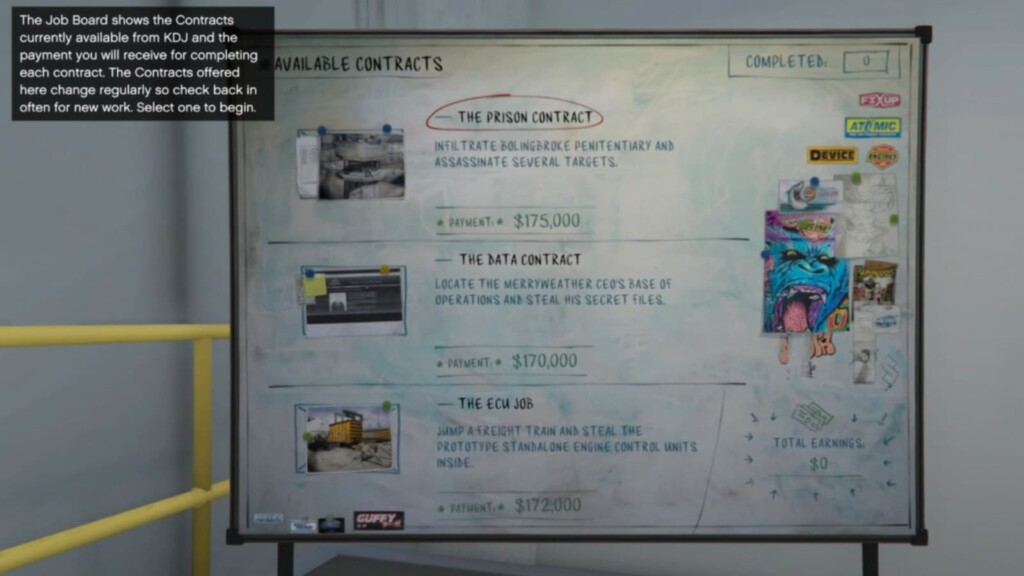 The Job Board shows the Contracts
currently available from KDJ and the
payment you will receive for completing
each contract. The Contracts offered
here change regularly so check back in
often for new work. Select one to begin.
AVAILABLE CONTRACTS
COMPLETED: 0
— THE PRISON CONTRACT
INFILTRATE BOLINGBROKE PENITENTIARY AND
ASSASSINATE SEVERAL TARGETS.
* PAYMENT: * $175,000
— THE DATA CONTRACT
LOCATE THE MERRYWEATHER CEO'S BASE OF
OPERATIONS AND STEAL HIS SECRET FILES.
* PAYMENT: * $170,000
— THE ECU JOB
JUMP A FREIGHT TRAIN AND STEAL THE
PROTOTYPE STANDALONE ENGINE CONTROL UNITS
INSIDE.
* PAYMENT: * $172,000
FIXUP
ATOMIC
DEVICE
TOTAL EARNINGS:
$0
GUFFY